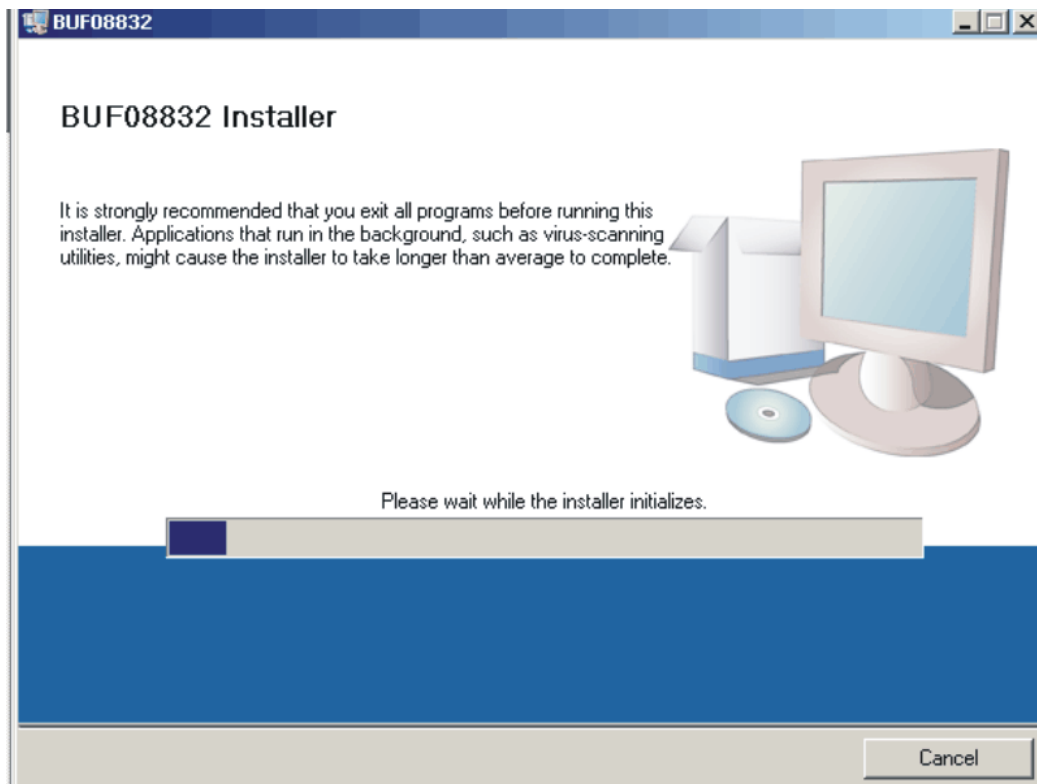 BUF08832
BUF08832 Installer
It is strongly recommended that you exit all programs before running this
installer. Applications that run in the background, such as virus-scanning
utilities, might cause the installer to take longer than average to complete.
Please wait while the installer initializes.
Cancel